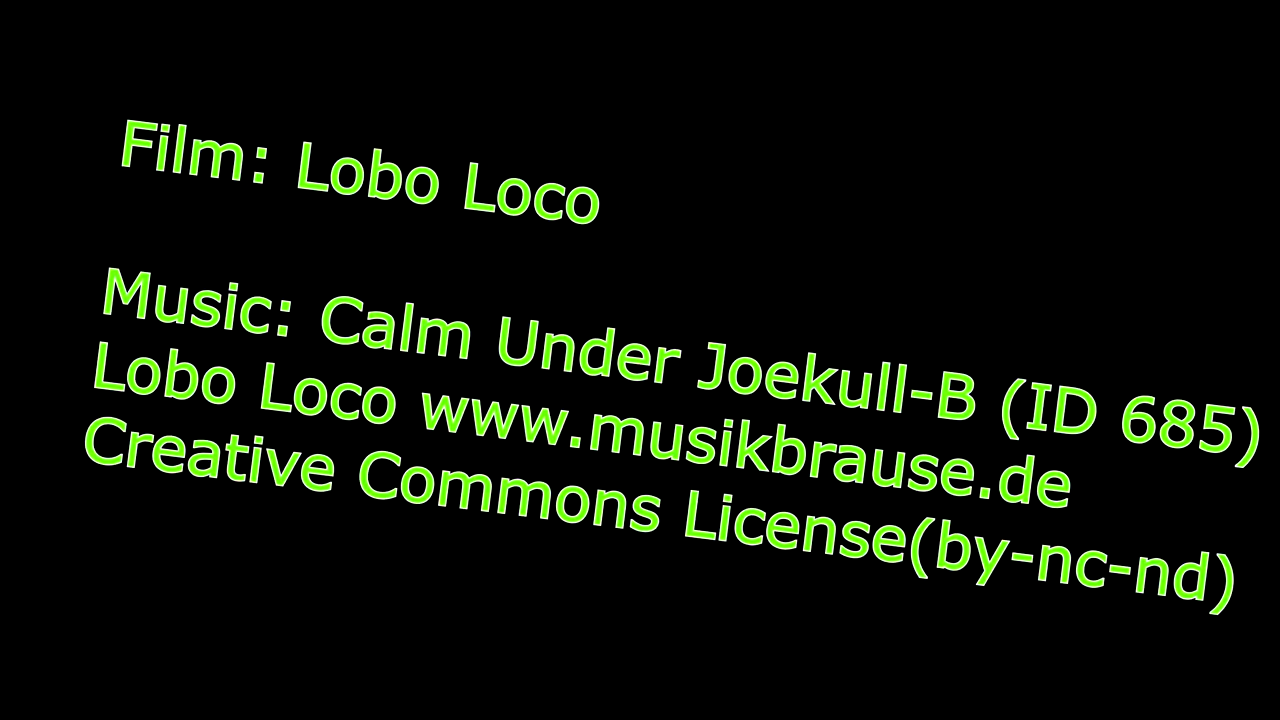 Film: Lobo Loco
Music: Calm Under Joekull-B (ID 685)
Lobo Loco www.musikbrause.de
Creative Commons License(by-nc-nd)